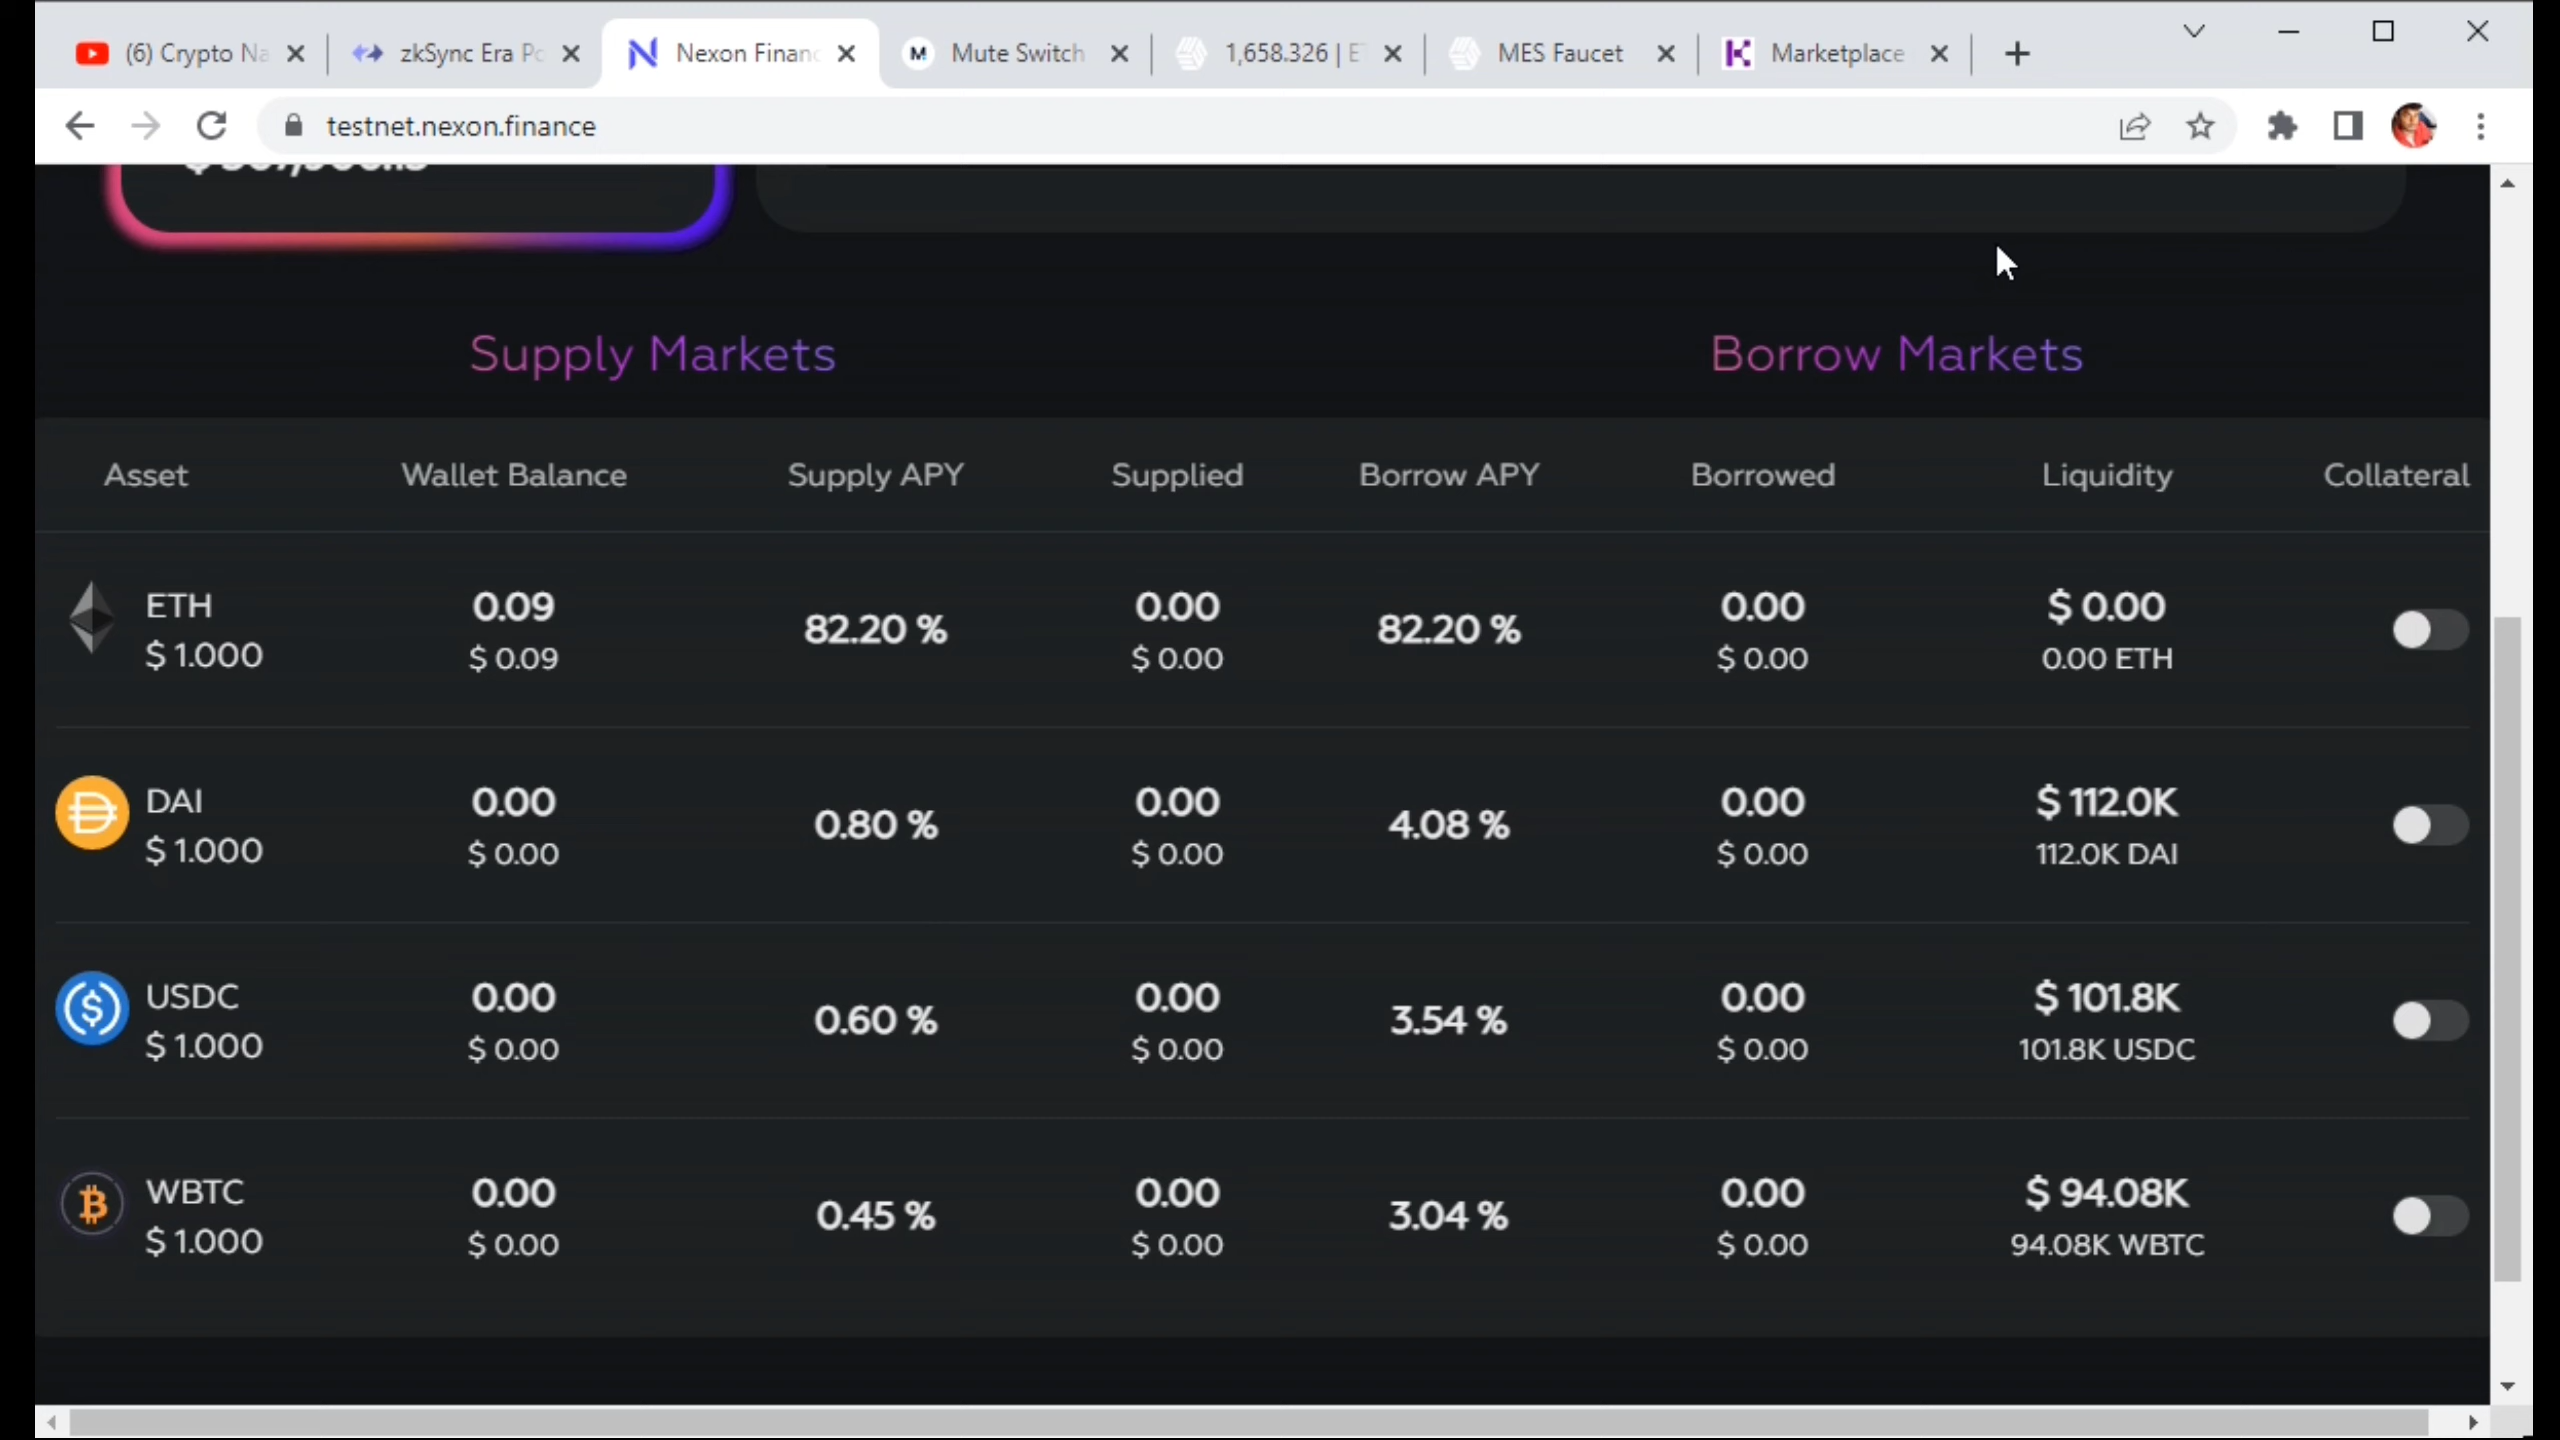 (6) Crypto Na
zkSync Era Po
Nexon Financ
Mute Switch
1,658.326 | E
MES Faucet
Marketplace
testnet.nexon.finance
Supply Markets
Borrow Markets
Asset Wallet Balance Supply APY Supplied Borrow APY Borrowed Liquidity Collateral
ETH 0.09 82.20 % 0.00 82.20 % 0.00 $ 0.00
$ 1.000 $ 0.09 $ 0.00 $ 0.00 0.00 ETH
DAI 0.00 0.80 % 0.00 4.08 % 0.00 $ 112.0K
$ 1.000 $ 0.00 $ 0.00 $ 0.00 112.0K DAI
USDC 0.00 0.60 % 0.00 3.54 % 0.00 $ 101.8K
$ 1.000 $ 0.00 $ 0.00 $ 0.00 101.8K USDC
WBTC 0.00 0.45 % 0.00 3.04 % 0.00 $ 94.08K
$ 1.000 $ 0.00 $ 0.00 $ 0.00 94.08K WBTC